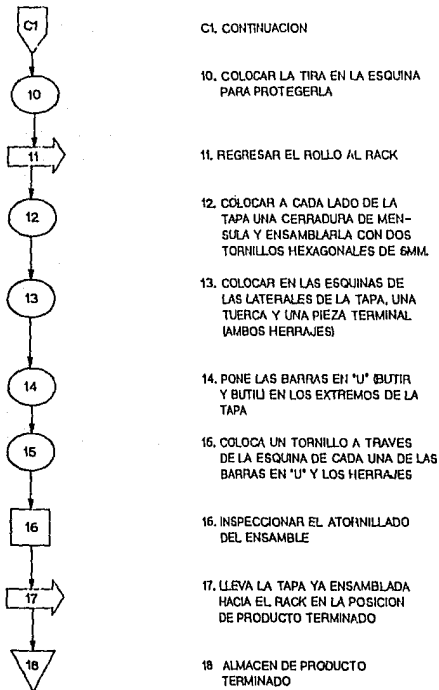 C1
C1. CONTINUACION
10
10. COLOCAR LA TIRA EN LA ESQUINA
PARA PROTEGERLA
11
11. REGRESAR EL ROLLO AL RACK
12
12. COLOCAR A CADA LADO DE LA
TAPA UNA CERRADURA DE MEN-
SULA Y ENSAMBLARLA CON DOS
TORNILLOS HEXAGONALES DE 6MM.
13
13. COLOCAR EN LAS ESQUINAS DE
LAS LATERALES DE LA TAPA, UNA
TUERCA Y UNA PIEZA TERMINAL
(AMBOS HERRAJES)
14
14. PONE LAS BARRAS EN "U" (BUTIR
Y BUTIL) EN LOS EXTREMOS DE LA
TAPA
15
15. COLOCA UN TORNILLO A TRAVES
DE LA ESQUINA DE CADA UNA DE LAS
BARRAS EN "U" Y LOS HERRAJES
16
16. INSPECCIONAR EL ATORNILLADO
DEL ENSAMBLE
17
17. LLEVA LA TAPA YA ENSAMBLADA
HACIA EL RACK EN LA POSICION
DE PRODUCTO TERMINADO
18
18 ALMACEN DE PRODUCTO
TERMINADO